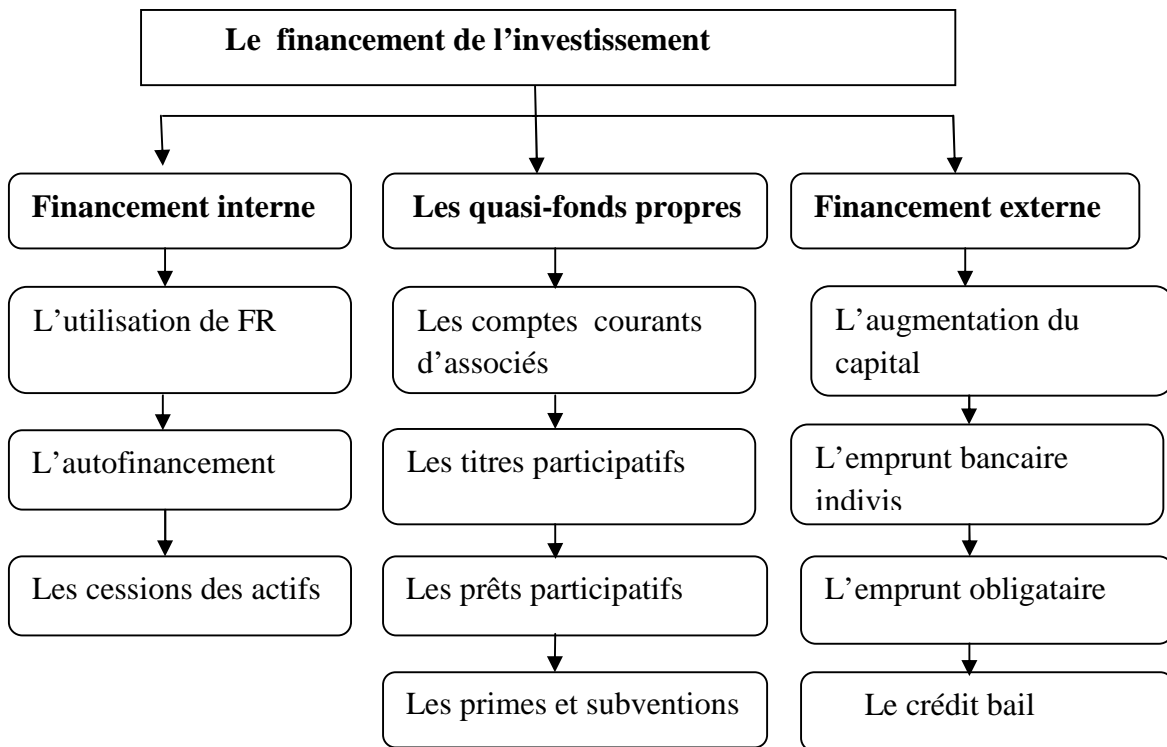 Le financement de l’investissement
Financement interne
Les quasi-fonds propres
Financement externe
L’utilisation de FR
Les comptes courants
d’associés
L’augmentation du
capital
L’autofinancement
Les titres participatifs
L’emprunt bancaire
indivis
Les cessions des actifs
Les prêts participatifs
L’emprunt obligataire
Les primes et subventions
Le crédit bail